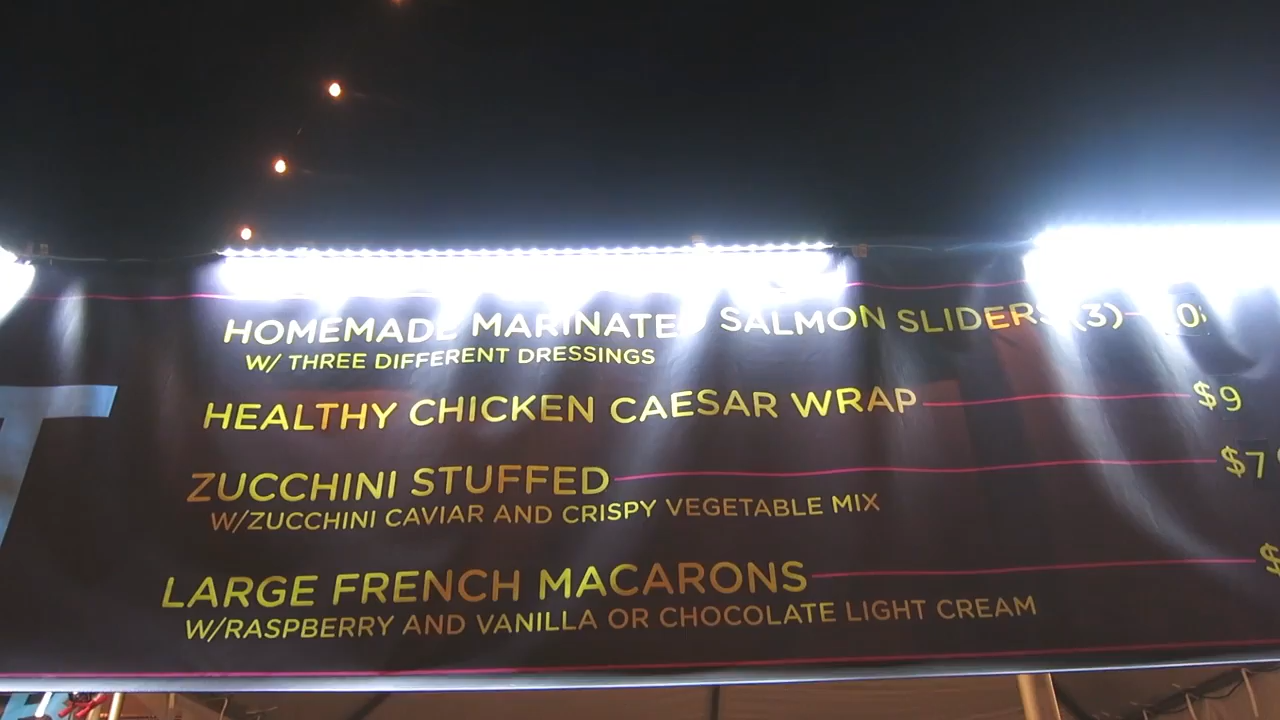 HOMEMADE MARINATED SALMON SLIDERS (3)
W/ THREE DIFFERENT DRESSINGS
HEALTHY CHICKEN CAESAR WRAP $9
ZUCCHINI STUFFED $7
W/ZUCCHINI CAVIAR AND CRISPY VEGETABLE MIX
LARGE FRENCH MACARONS $
W/RASPBERRY AND VANILLA OR CHOCOLATE LIGHT CREAM